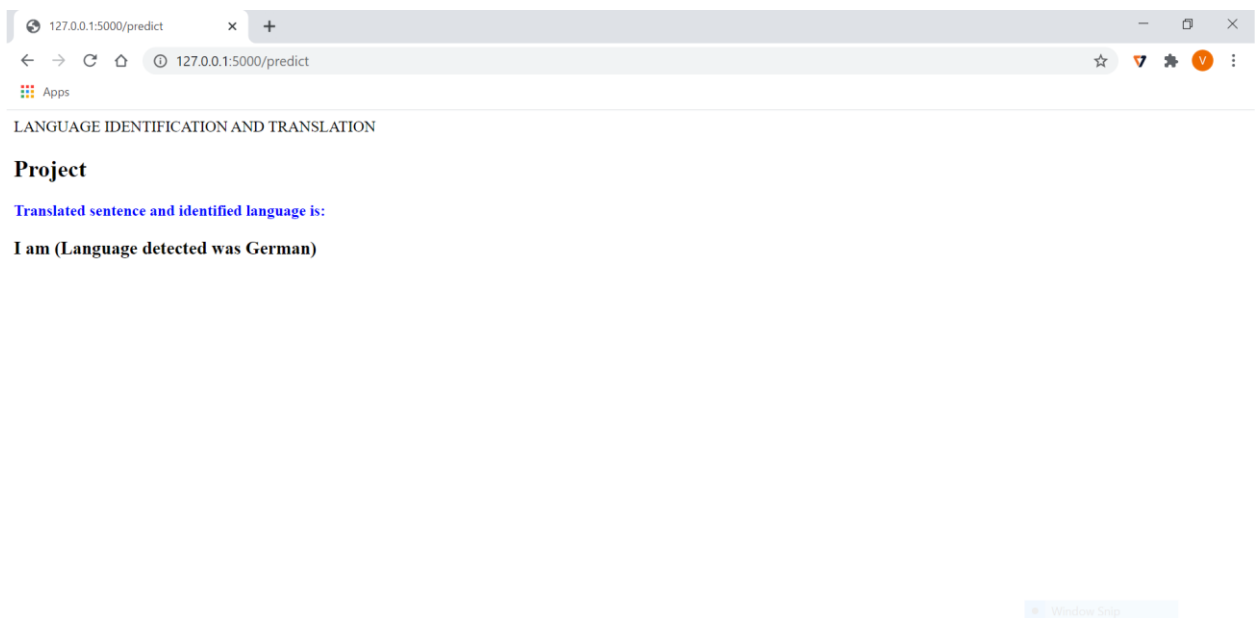 127.0.0.1:5000/predict
127.0.0.1:5000/predict
V
Apps
LANGUAGE IDENTIFICATION AND TRANSLATION
Project
Translated sentence and identified language is:
I am (Language detected was German)
Window Snip